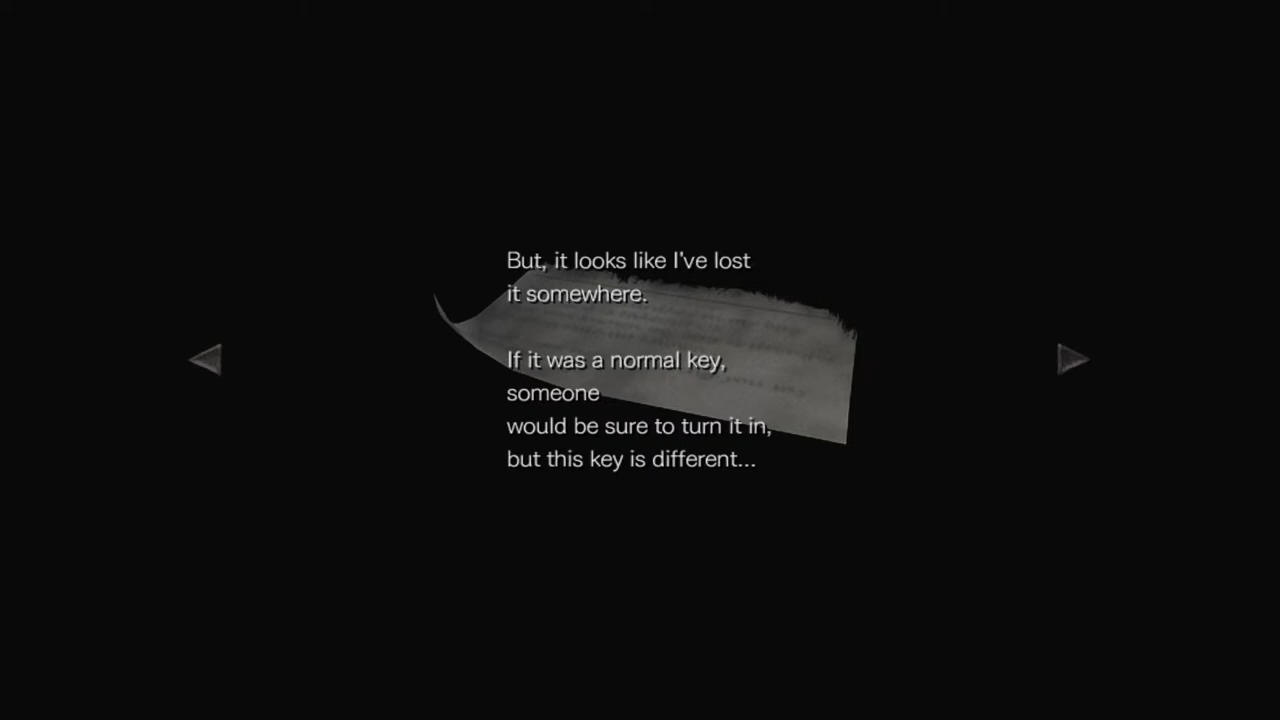 But, it looks like I've lost
it somewhere.
If it was a normal key,
someone
would be sure to turn it in,
but this key is different...